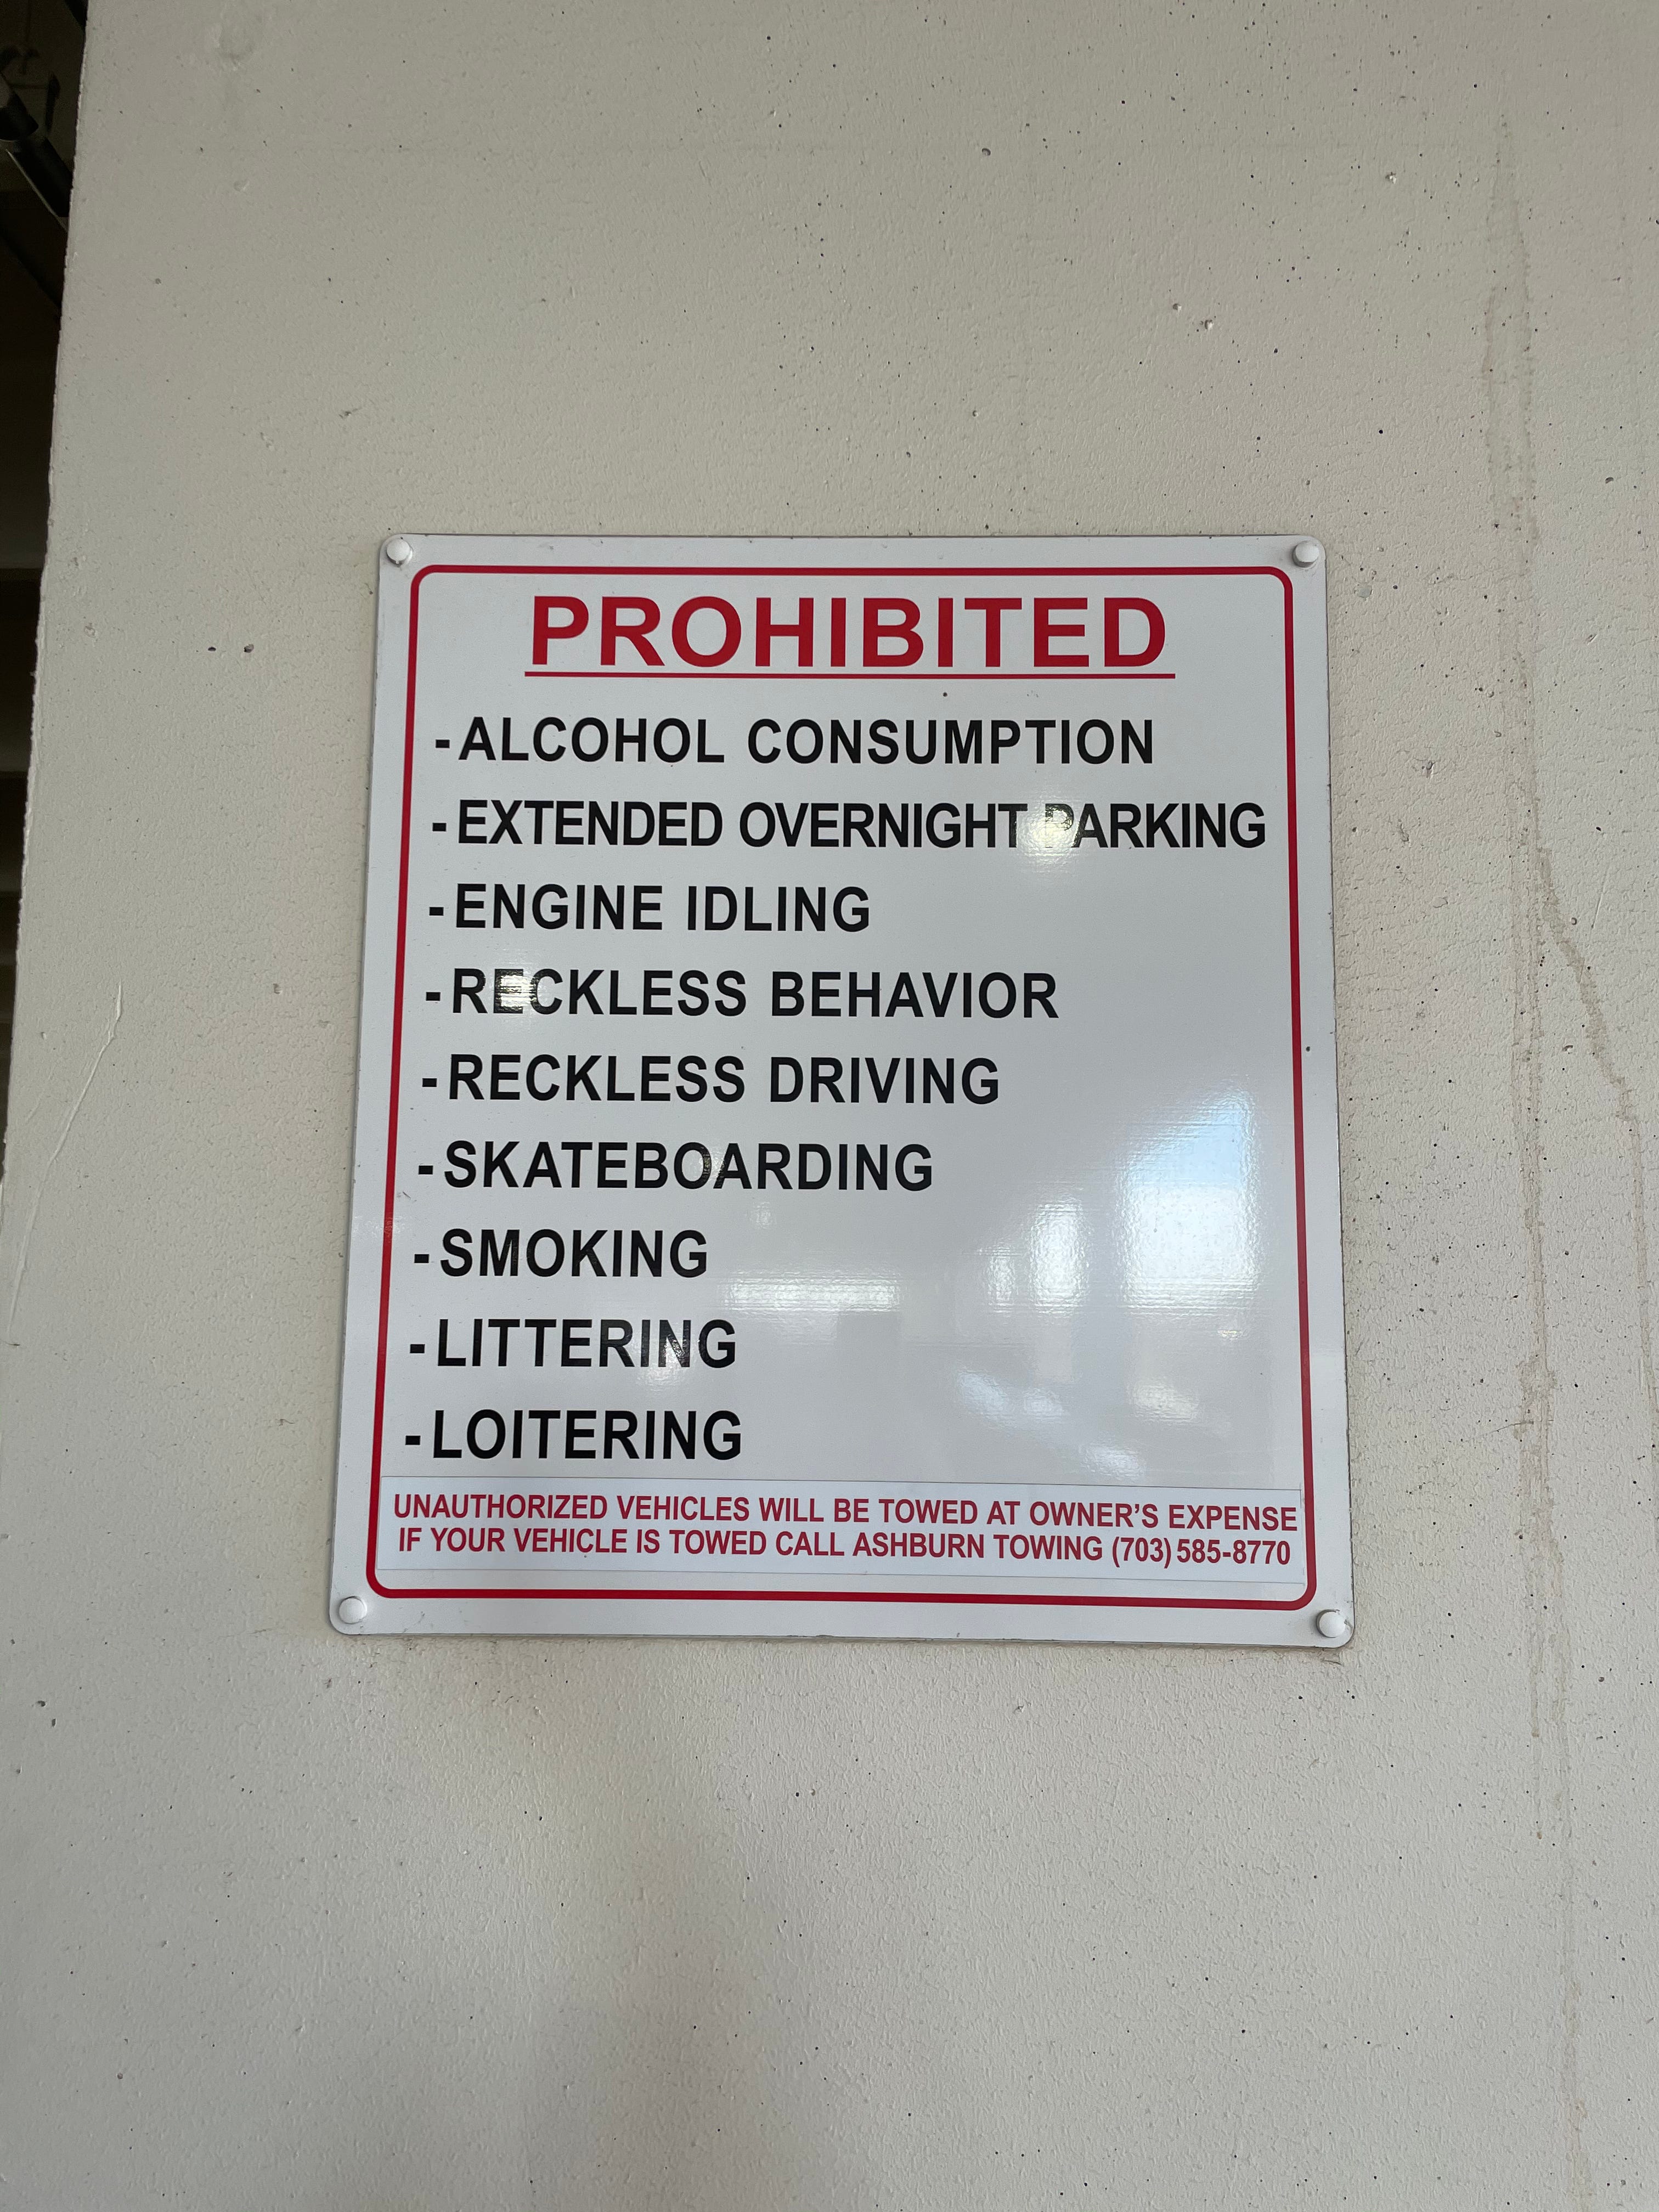 PROHIBITED
-ALCOHOL CONSUMPTION
-EXTENDED OVERNIGHT PARKING
-ENGINE IDLING
-RECKLESS BEHAVIOR
-RECKLESS DRIVING
-SKATEBOARDING
-SMOKING
-LITTERING
-LOITERING
UNAUTHORIZED VEHICLES WILL BE TOWED AT OWNER'S EXPENSE
IF YOUR VEHICLE IS TOWED CALL ASHBURN TOWING (703) 585-8770